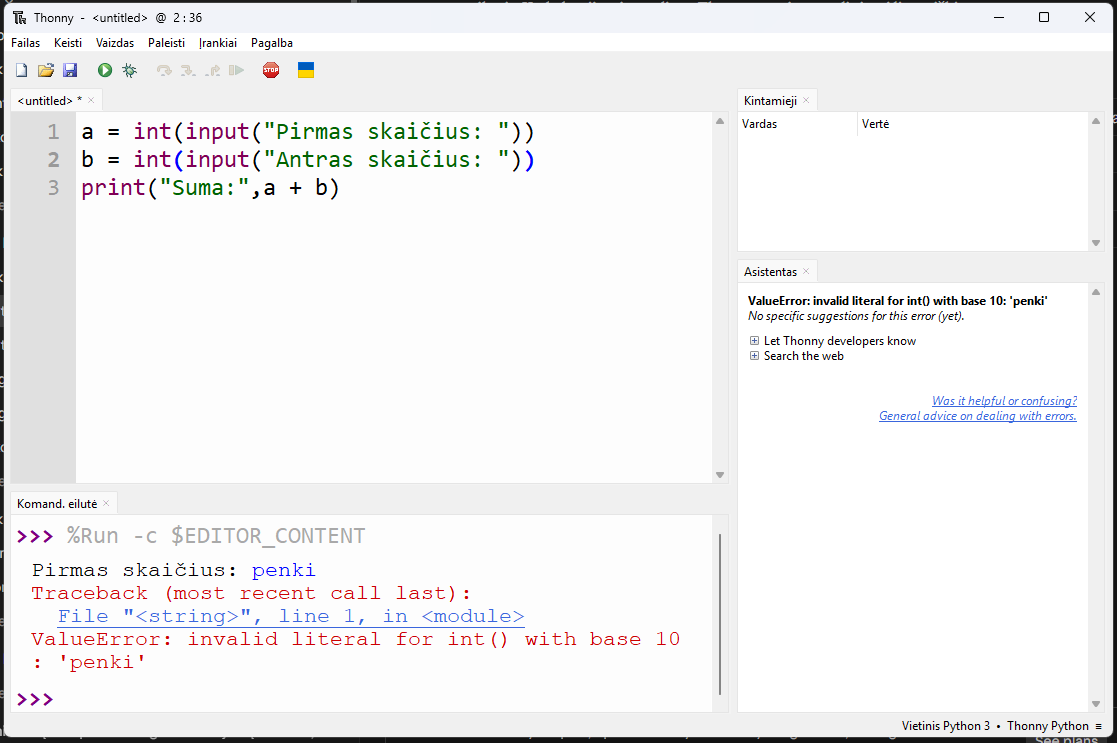 Thonny - <untitled> @ 2:36
Failas Keisti Vaizdas Paleisti Įrankiai Pagalba
STOP
<untitled> *
1 a = int(input("Pirmas skaičius: "))
2 b = int(input("Antras skaičius: "))
3 print("Suma:",a + b)
Kintamieji
Vardas Vertė
Asistentas
ValueError: invalid literal for int() with base 10: 'penki'
No specific suggestions for this error (yet).
Let Thonny developers know
Search the web
Was it helpful or confusing?
General advice on dealing with errors.
Komand. eilutė
>>> %Run -c $EDITOR_CONTENT
Pirmas skaičius: penki
Traceback (most recent call last):
File "<string>", line 1, in <module>
ValueError: invalid literal for int() with base 10
: 'penki'
>>>
Vietinis Python 3 • Thonny Python ≡
See plans